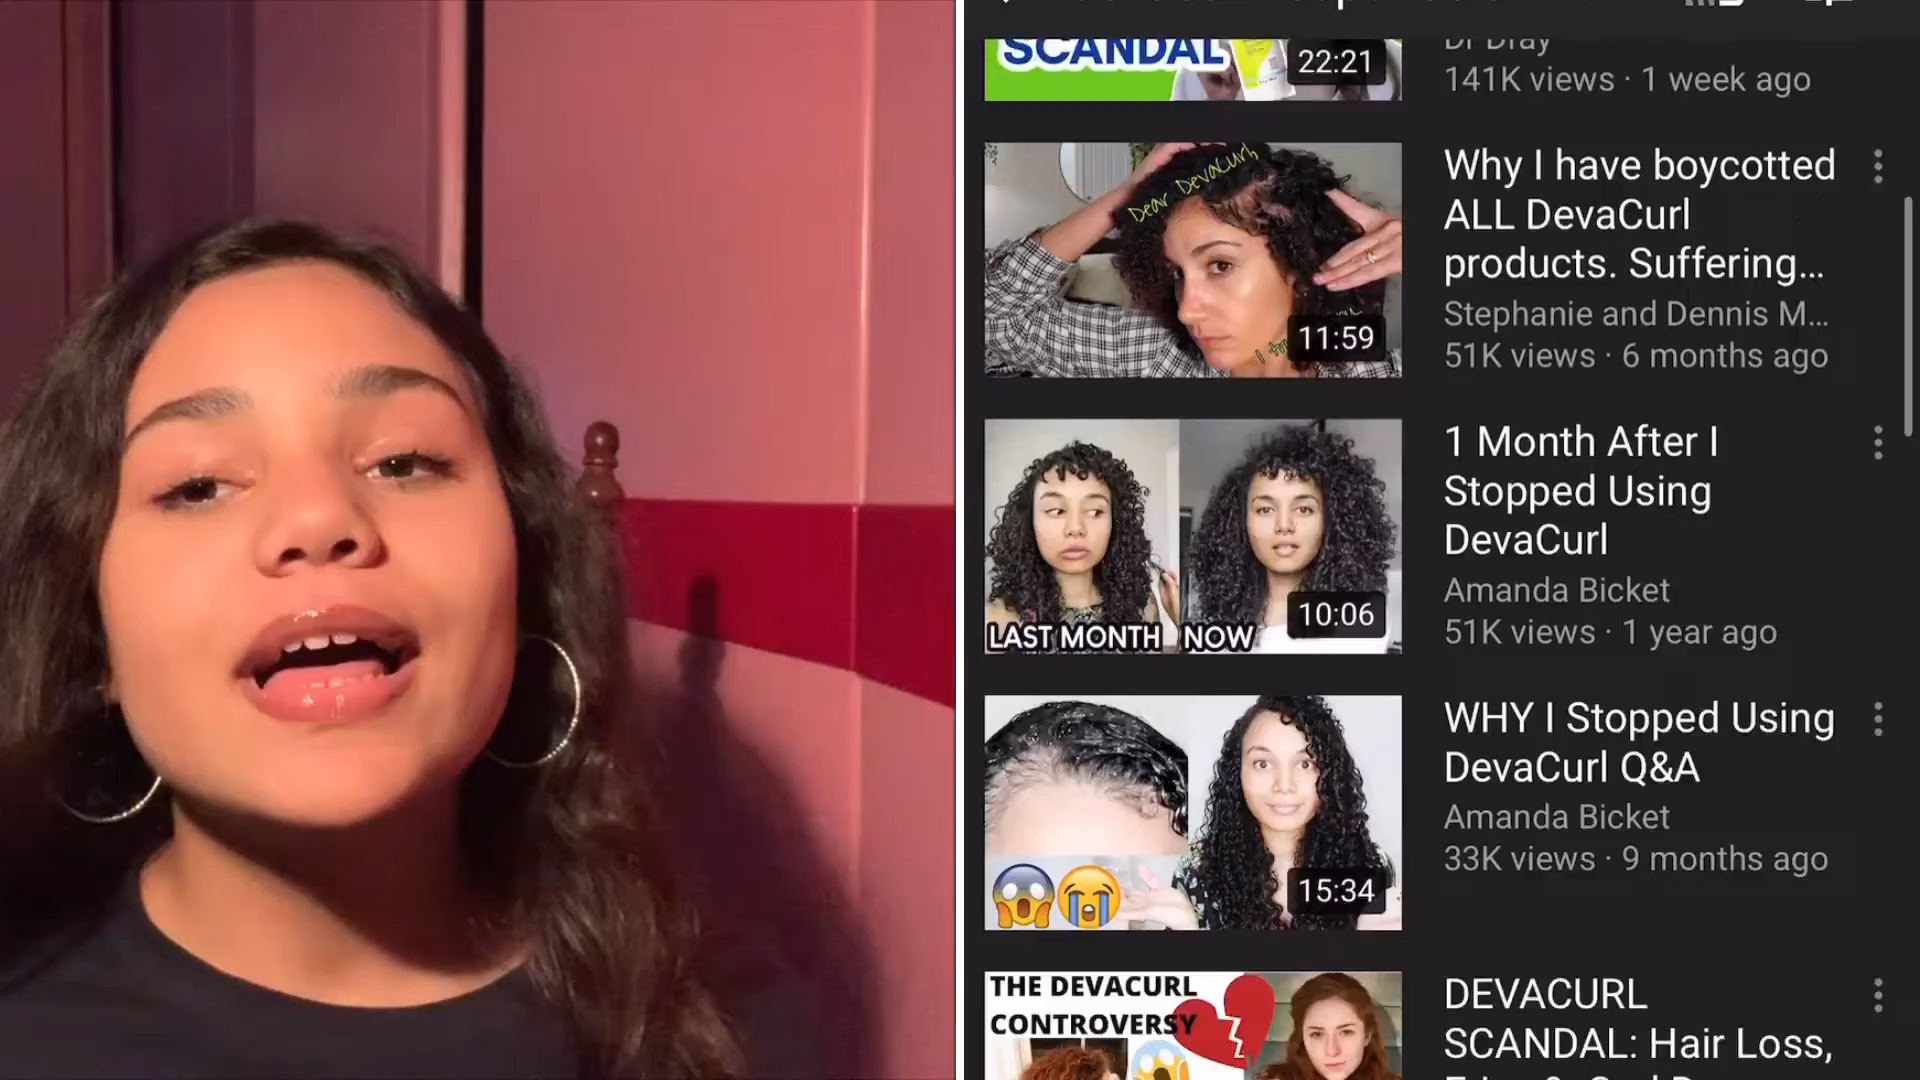 SCANDAL
22:21
Dr Dray
141K views · 1 week ago
Dear DevaCurl,
11:59
Why I have boycotted
ALL DevaCurl
products. Suffering...
Stephanie and Dennis M...
51K views · 6 months ago
LAST MONTH NOW
10:06
1 Month After I
Stopped Using
DevaCurl
Amanda Bicket
51K views · 1 year ago
15:34
WHY I Stopped Using
DevaCurl Q&A
Amanda Bicket
33K views · 9 months ago
THE DEVACURL
CONTROVERSY
DEVACURL
SCANDAL: Hair Loss,